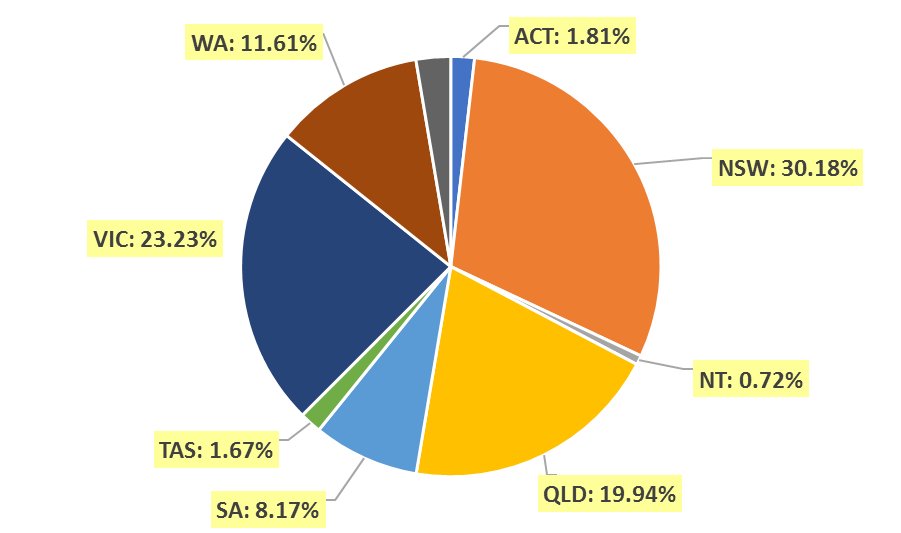 WA: 11.61%
ACT: 1.81%
NSW: 30.18%
VIC: 23.23%
NT: 0.72%
TAS: 1.67%
QLD: 19.94%
SA: 8.17%